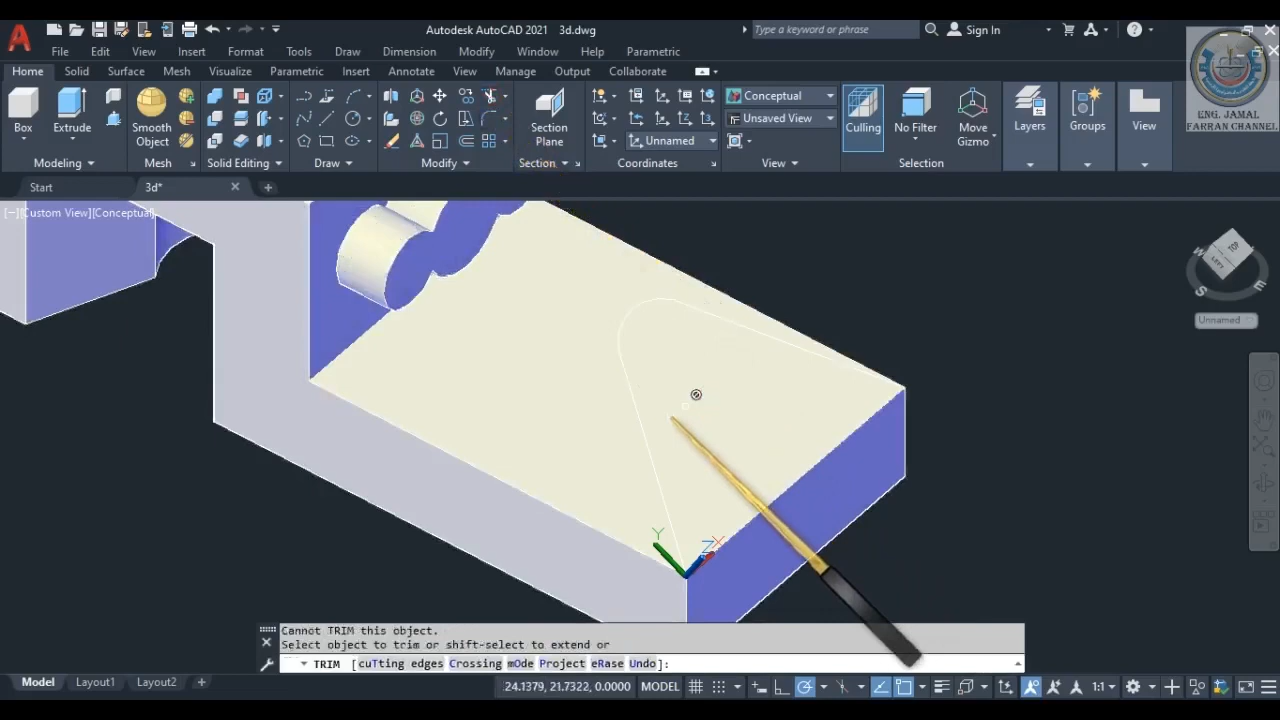 Autodesk AutoCAD 2021 3d.dwg
Type a keyword or phrase
Sign In
File Edit View Insert Format Tools Draw Dimension Modify Window Help Parametric
Home Solid Surface Mesh Visualize Parametric Insert Annotate View Manage Output Collaborate
Box
Extrude
Smooth
Object
Section
Plane
Unnamed
Conceptual
Unsaved View
Culling
No Filter
Move
Gizmo
Layers
Groups
View
ENG. JAMAL
FARRAN CHANNEL
Modeling Mesh Solid Editing Draw Modify Section Coordinates View Selection
Start 3d*
[−][Custom View][Conceptual]
W
S
E
LEFT
Unnamed
Y
Z
X
Cannot TRIM this object.
Select object to trim or shift-select to extend or
TRIM [cuTting edges Crossing mOde Project eRase Undo]:
Model Layout1 Layout2
24.1379, 21.7322, 0.0000 MODEL
1:1